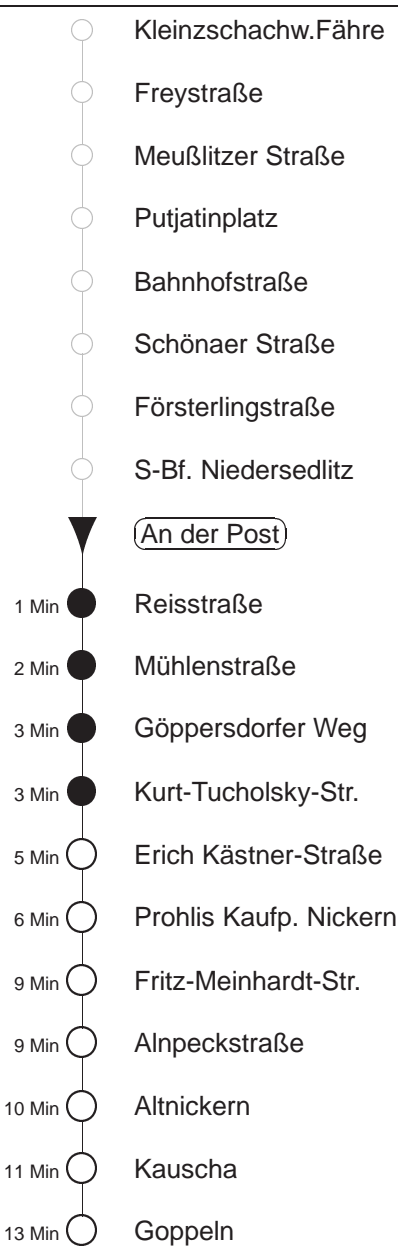 Kleinzschachw.Fähre
Freystraße
Meußlitzer Straße
Putjatinplatz
Bahnhofstraße
Schönaer Straße
Försterlingstraße
S-Bf. Niedersedlitz
An der Post
1 Min Reisstraße
2 Min Mühlenstraße
3 Min Göppersdorfer Weg
3 Min Kurt-Tucholsky-Str.
5 Min Erich Kästner-Straße
6 Min Prohlis Kaufp. Nickern
9 Min Fritz-Meinhardt-Str.
9 Min Alnpeckstraße
10 Min Altnickern
11 Min Kauscha
13 Min Goppeln